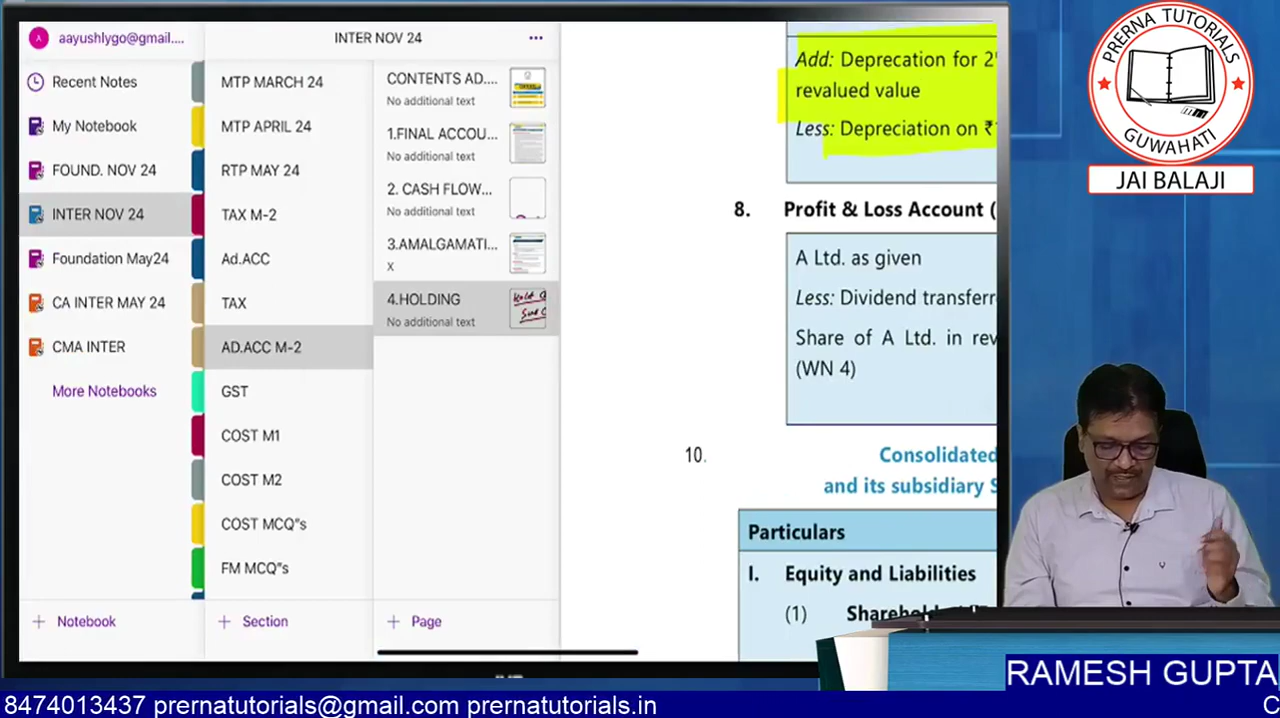 A
aayushlygo@gmail....
Recent Notes
My Notebook
FOUND. NOV 24
INTER NOV 24
Foundation May24
CA INTER MAY 24
CMA INTER
More Notebooks
+ Notebook
INTER NOV 24
...
MTP MARCH 24
MTP APRIL 24
RTP MAY 24
TAX M-2
Ad.ACC
TAX
AD.ACC M-2
GST
COST M1
COST M2
COST MCQ"s
FM MCQ"s
+ Section
CONTENTS AD....
No additional text
1.FINAL ACCOU...
No additional text
2. CASH FLOW...
No additional text
3.AMALGAMATI...
X
4.HOLDING
No additional text
+ Page
Add: Deprecation for 2
revalued value
Less: Depreciation on ₹
8. Profit & Loss Account (
A Ltd. as given
Less: Dividend transferr
Share of A Ltd. in rev
(WN 4)
10. Consolidated
and its subsidiary S
Particulars
I. Equity and Liabilities
(1)
PRERNA TUTORIALS
GUWAHATI
JAI BALAJI
RAMESH GUPTA
8474013437 prernatutorials@gmail.com prernatutorials.in
C